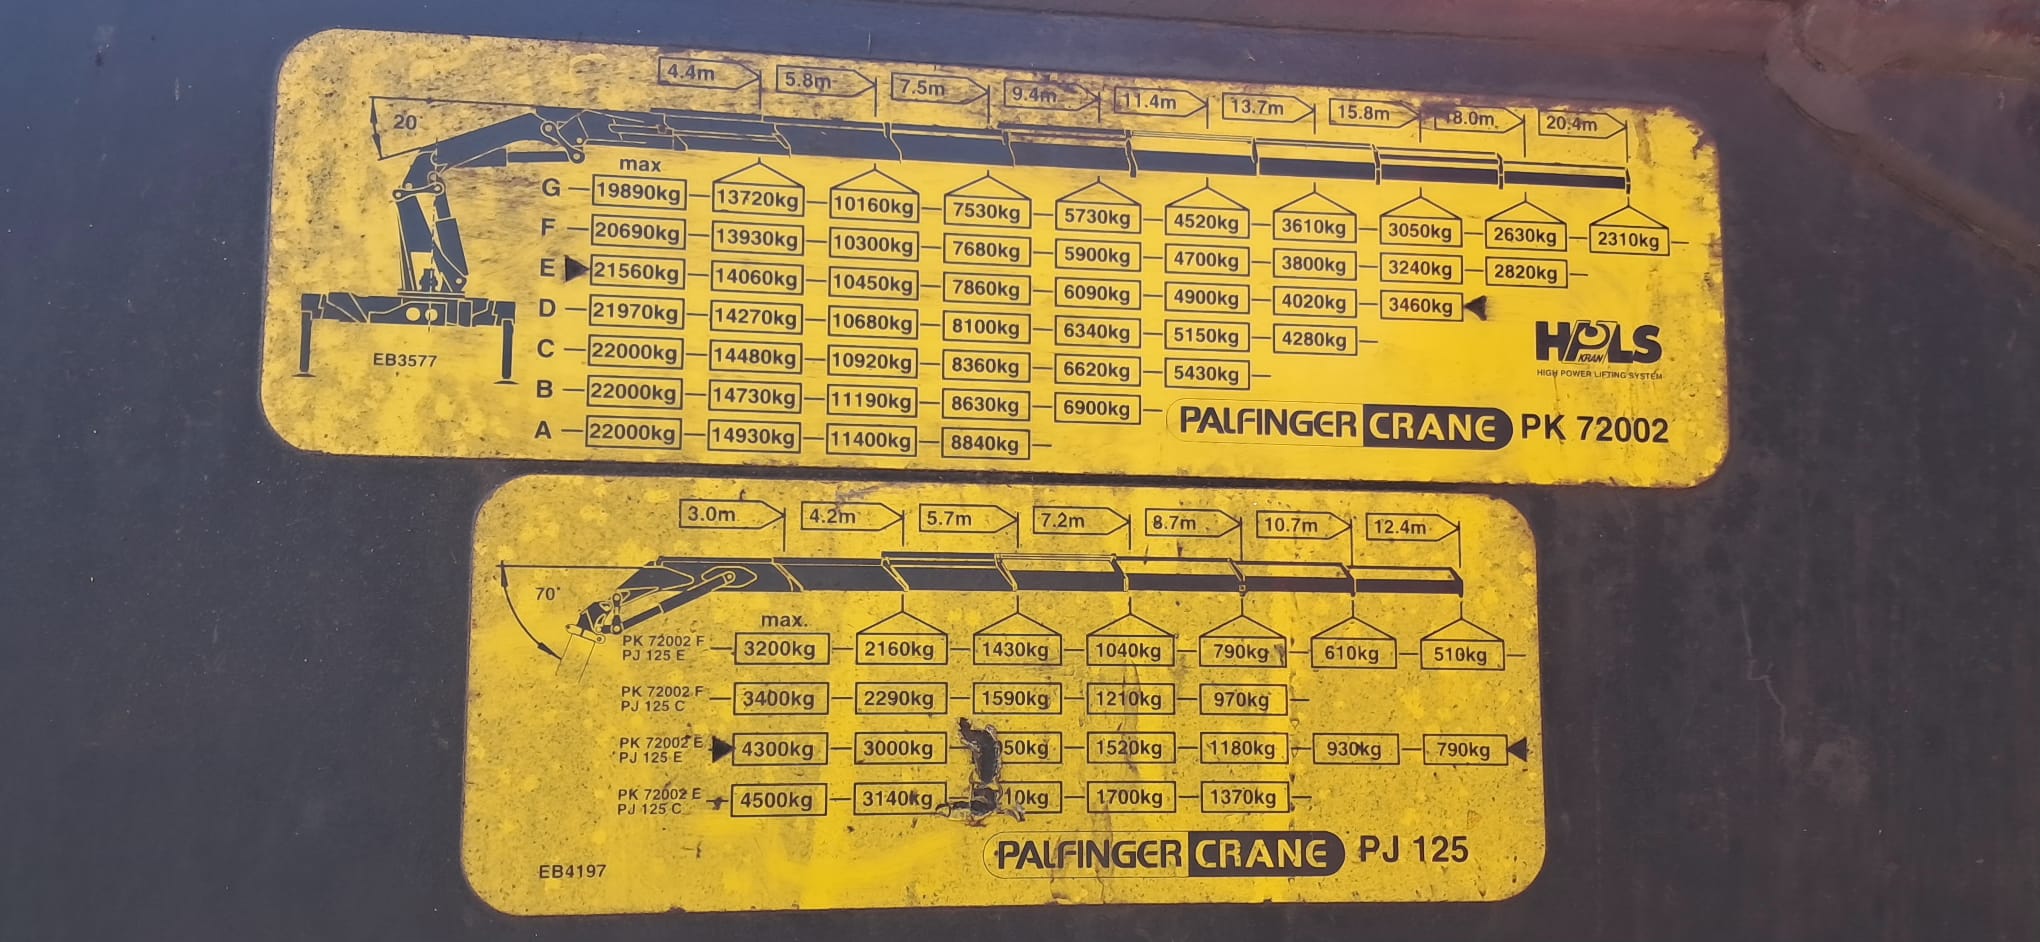 4.4m 5.8m 7.5m 9.4m 11.4m 13.7m 15.8m 18.0m 20.4m
20°
max
G 19890kg 13720kg 10160kg 7530kg 5730kg 4520kg 3610kg 3050kg 2630kg 2310kg
F 20690kg 13930kg 10300kg 7680kg 5900kg 4700kg 3800kg 3240kg 2820kg
E 21560kg 14060kg 10450kg 7860kg 6090kg 4900kg 4020kg 3460kg
D 21970kg 14270kg 10680kg 8100kg 6340kg 5150kg 4280kg
C 22000kg 14480kg 10920kg 8360kg 6620kg 5430kg
B 22000kg 14730kg 11190kg 8630kg 6900kg
A 22000kg 14930kg 11400kg 8840kg
EB3577
HPLS
KRAN
HIGH POWER LIFTING SYSTEM
PALFINGER CRANE PK 72002
3.0m 4.2m 5.7m 7.2m 8.7m 10.7m 12.4m
70°
max.
PK 72002 F
PJ 125 E
3200kg 2160kg 1430kg 1040kg 790kg 610kg 510kg
PK 72002 F
PJ 125 C
3400kg 2290kg 1590kg 1210kg 970kg
PK 72002 E
PJ 125 E
4300kg 3000kg 50kg 1520kg 1180kg 930kg 790kg
PK 72002 E
PJ 125 C
4500kg 3140kg 10kg 1700kg 1370kg
PALFINGER CRANE PJ 125
EB4197